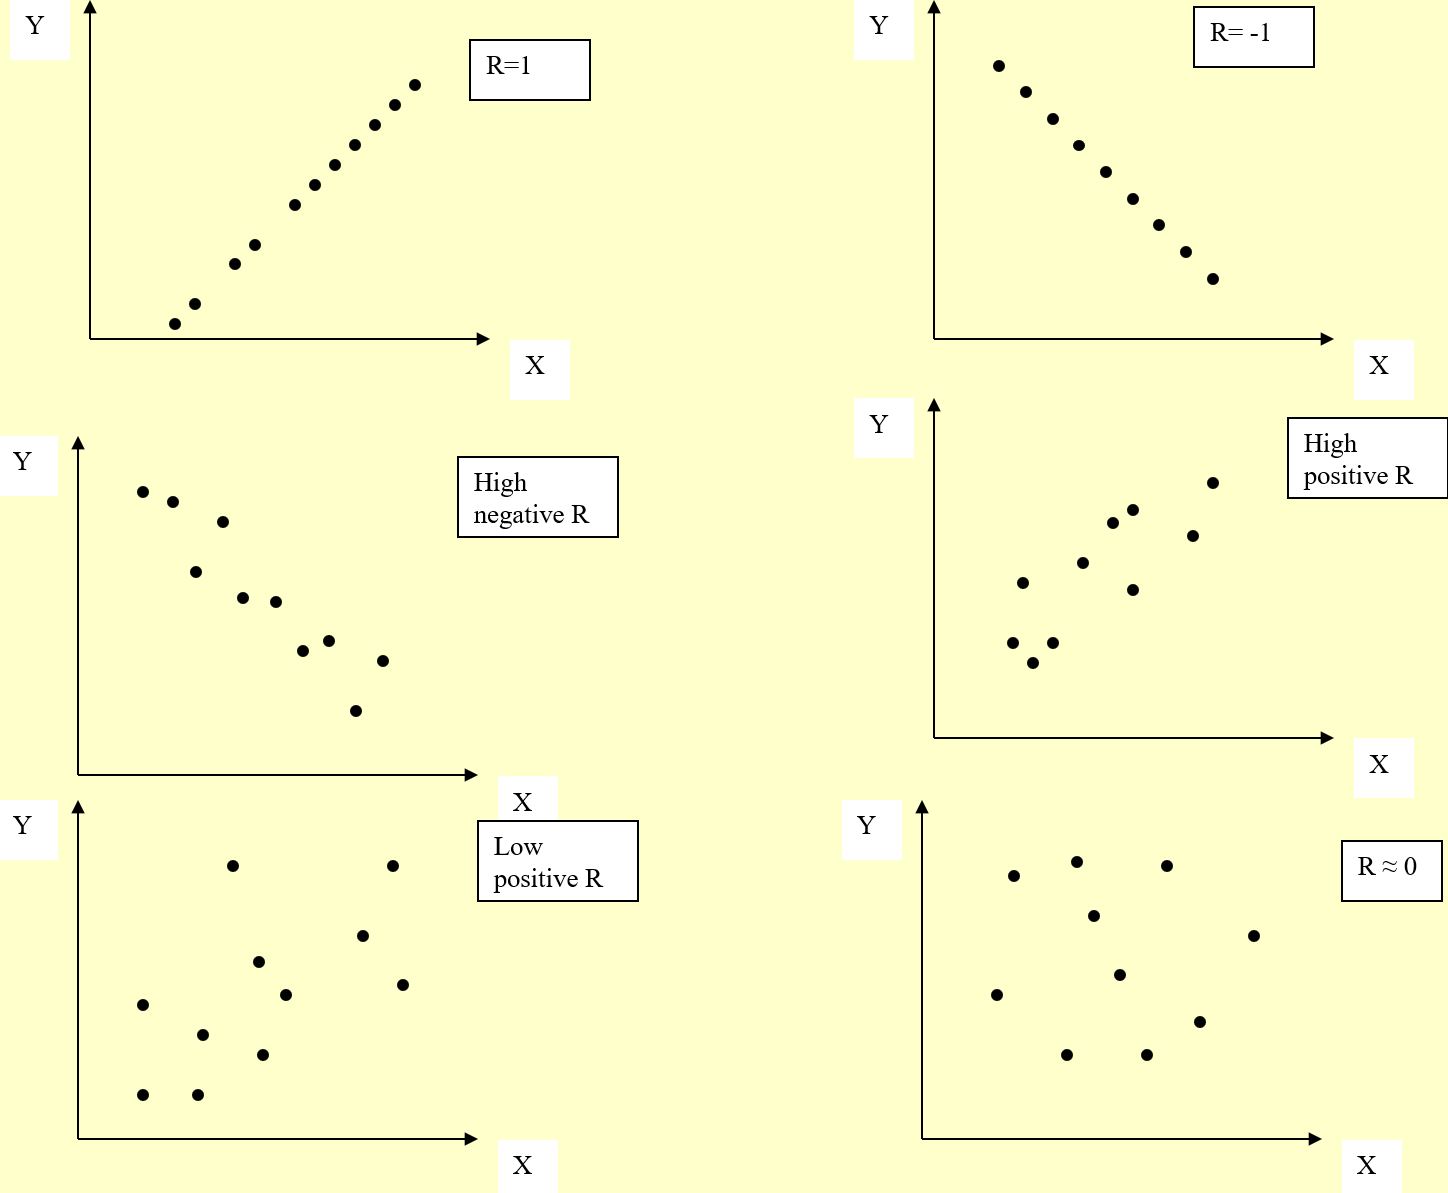 Y
R=1
X
Y
R= -1
X
Y
High
negative R
X
Y
High
positive R
X
Y
Low
positive R
X
Y
R ≈ 0
X